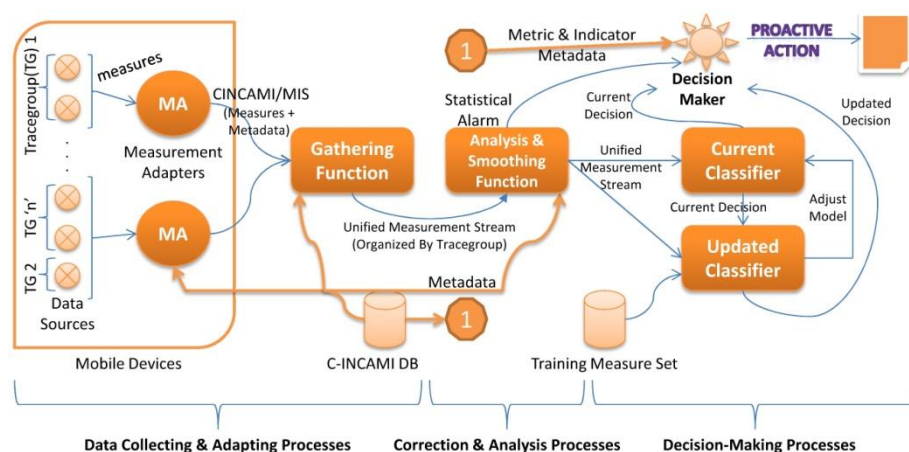 Tracegroup(TG) 1
measures
MA
CINCAMI/MIS
(Measures +
Metadata)
Measurement
Adapters
.
.
.
.
TG 'n'
MA
TG 2
Data
Sources
Mobile Devices
Gathering
Function
Unified Measurement Stream
(Organized By Tracegroup)
Metadata
C-INCAMI DB
1
1
Metric & Indicator
Metadata
Statistical
Alarm
Analysis &
Smoothing
Function
Decision
Maker
PROACTIVE
ACTION
Current
Decision
Updated
Decision
Unified
Measurement
Stream
Current
Classifier
Current Decision
Adjust
Model
Updated
Classifier
Training Measure Set
Data Collecting & Adapting Processes
Correction & Analysis Processes
Decision-Making Processes